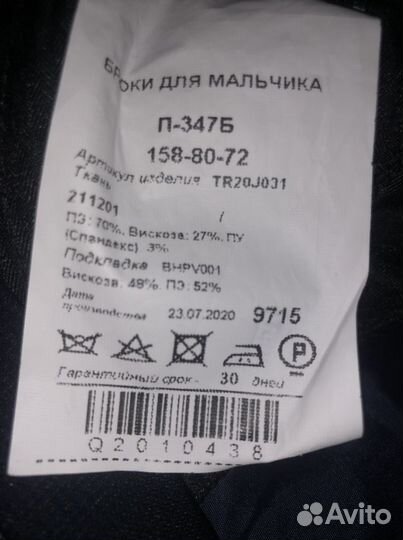 БРЮКИ ДЛЯ МАЛЬЧИКА
П-347Б
158-80-72
Артикул изделия TR20J031
Ткань /
211201
ПЭ: 70%, Вискоза: 27%, ПУ
(Спандекс) 3%
Подкладка BHPV001
Вискоза: 48%, ПЭ: 52%
Дата
производства 23.07.2020 9715
P
Гарантийный срок - 30 дней
Q2010438
Avito